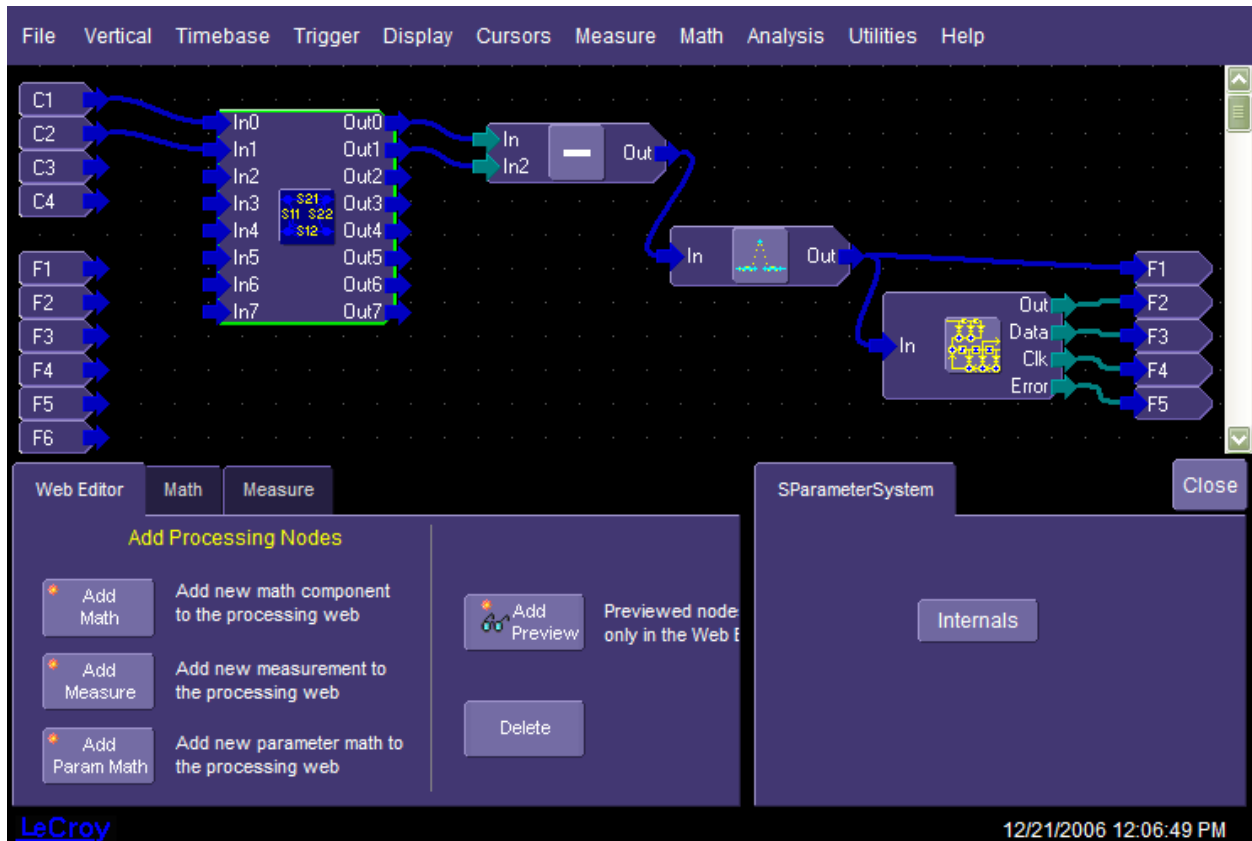 File Vertical Timebase Trigger Display Cursors Measure Math Analysis Utilities Help
C1
C2
C3
C4
F1
F2
F3
F4
F5
F6
In0 Out0
In1 Out1
In2 Out2
In3 Out3
In4 Out4
In5 Out5
In6 Out6
In7 Out7
S21
S11 S22
S12
In
In2
Out
In Out
In
Out
Data
Clk
Error
F1
F2
F3
F4
F5
Web Editor Math Measure
Add Processing Nodes
Add
Math
Add new math component
to the processing web
Add
Measure
Add new measurement to
the processing web
Add
Param Math
Add new parameter math to
the processing web
Add
Preview
Previewed node
only in the Web E
Delete
SParameterSystem
Close
Internals
LeCroy
12/21/2006 12:06:49 PM